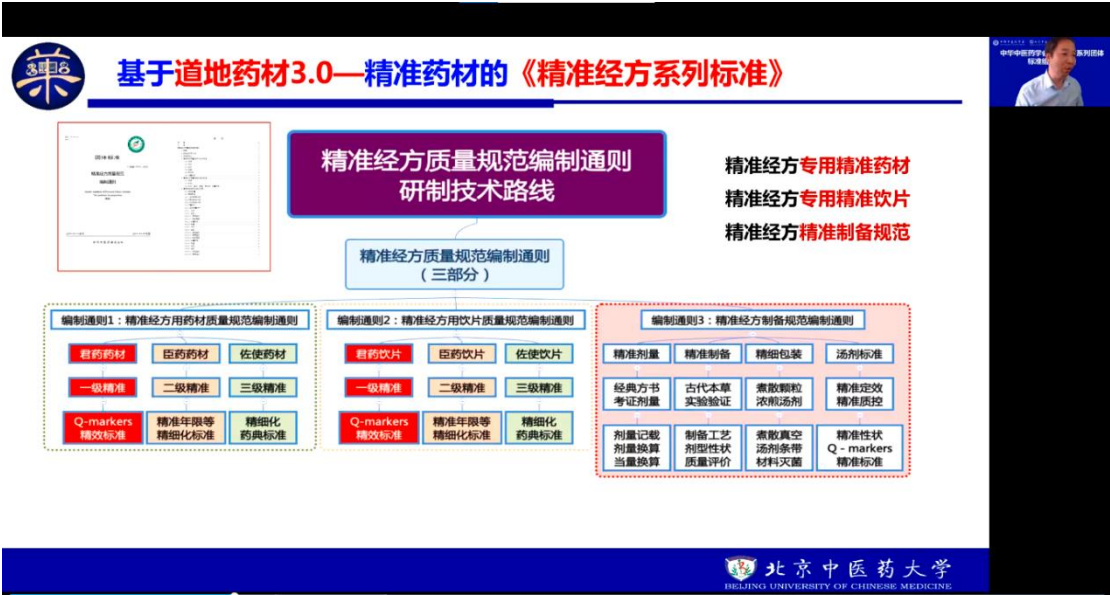 基于道地药材3.0—精准药材的《精准经方系列标准》
精准经方质量规范编制通则
研制技术路线
精准经方专用精准药材
精准经方专用精准饮片
精准经方精准制备规范
精准经方质量规范编制通则
（三部分）
编制通则1：精准经方用药材质量规范编制通则
君药药材 臣药药材 佐使药材
一级精准 二级精准 三级精准
Q-markers 精准年限等 精细化
精效标准 精细化标准 药典标准
编制通则2：精准经方用饮片质量规范编制通则
君药饮片 臣药饮片 佐使饮片
一级精准 二级精准 三级精准
Q-markers 精准年限等 精细化
精效标准 精细化标准 药典标准
编制通则3：精准经方制备规范编制通则
精准剂量 精准制备 精细包装 汤剂标准
经典方书 古代本草 煮散颗粒 精准定效
考证剂量 实验验证 浓煎汤剂 精准质控
剂量记载 制备工艺 煮散真空 精准性状
剂量换算 剂型性状 汤剂条带 Q - markers
当量换算 质量评价 材料灭菌 精准标准
北京中医药大学
BEIJING UNIVERSITY OF CHINESE MEDICINE